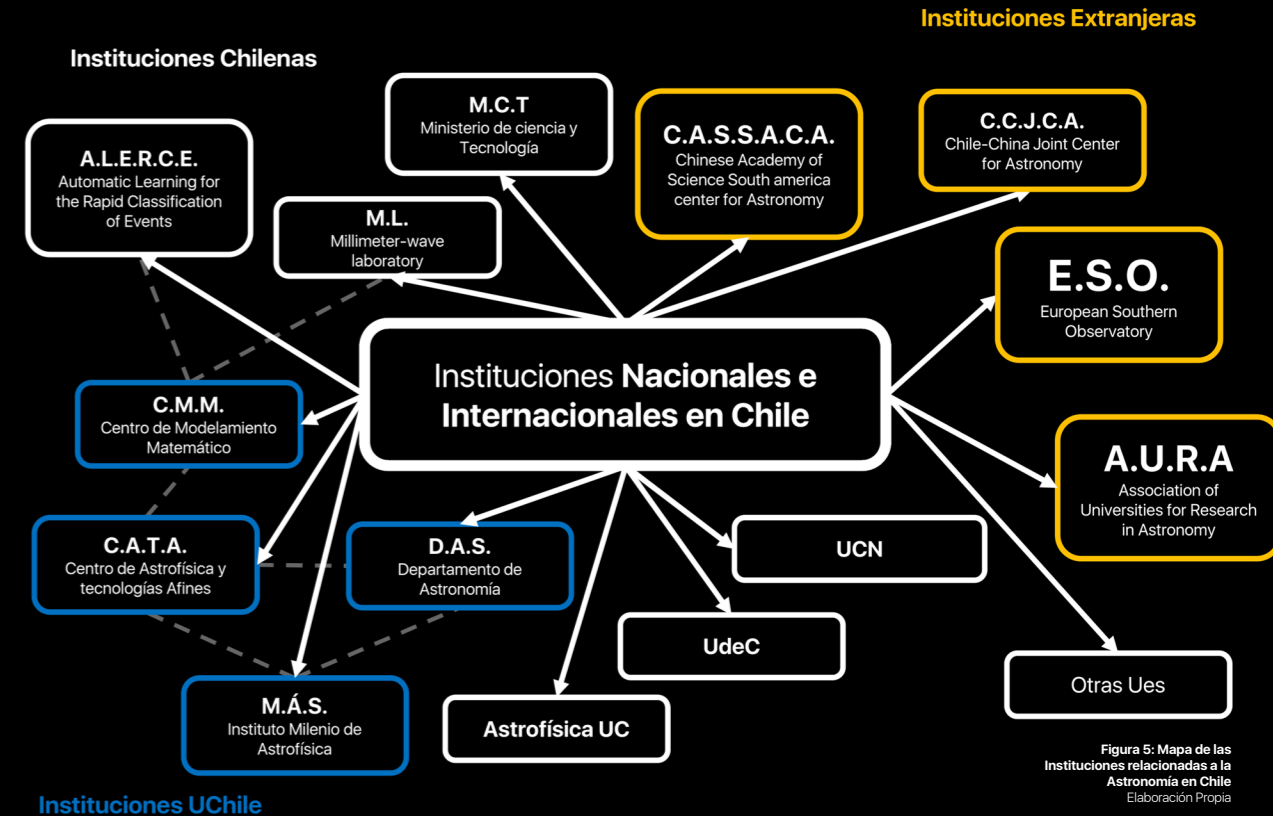 Instituciones Extranjeras
Instituciones Chilenas
A.L.E.R.C.E.
Automatic Learning for
the Rapid Classification
of Events
M.C.T
Ministerio de ciencia y
Tecnología
M.L.
Millimeter-wave
laboratory
C.A.S.S.A.C.A.
Chinese Academy of
Science South america
center for Astronomy
C.C.J.C.A.
Chile-China Joint Center
for Astronomy
E.S.O.
European Southern
Observatory
Instituciones Nacionales e
Internacionales en Chile
C.M.M.
Centro de Modelamiento
Matemático
A.U.R.A
Association of
Universities for Research
in Astronomy
C.A.T.A.
Centro de Astrofísica y
tecnologías Afines
D.A.S.
Departamento de
Astronomía
UCN
UdeC
Otras Ues
M.Á.S.
Instituto Milenio de
Astrofísica
Astrofísica UC
Figura 5: Mapa de las
Instituciones relacionadas a la
Astronomía en Chile
Elaboración Propia
Instituciones UChile